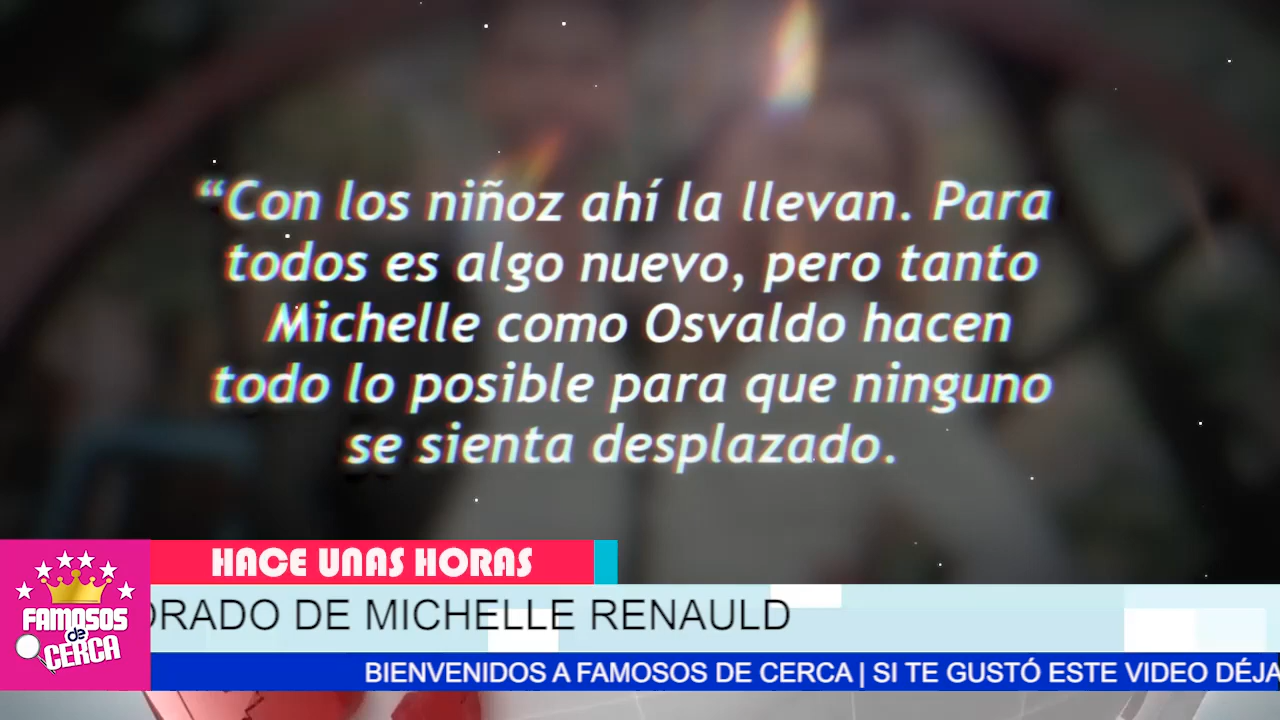 “Con los niñoz ahí la llevan. Para
todos es algo nuevo, pero tanto
Michelle como Osvaldo hacen
todo lo posible para que ninguno
se sienta desplazado.
HACE UNAS HORAS
ORADO DE MICHELLE RENAULD
FAMOSOS
de
CERCA
BIENVENIDOS A FAMOSOS DE CERCA | SI TE GUSTÓ ESTE VIDEO DÉJA